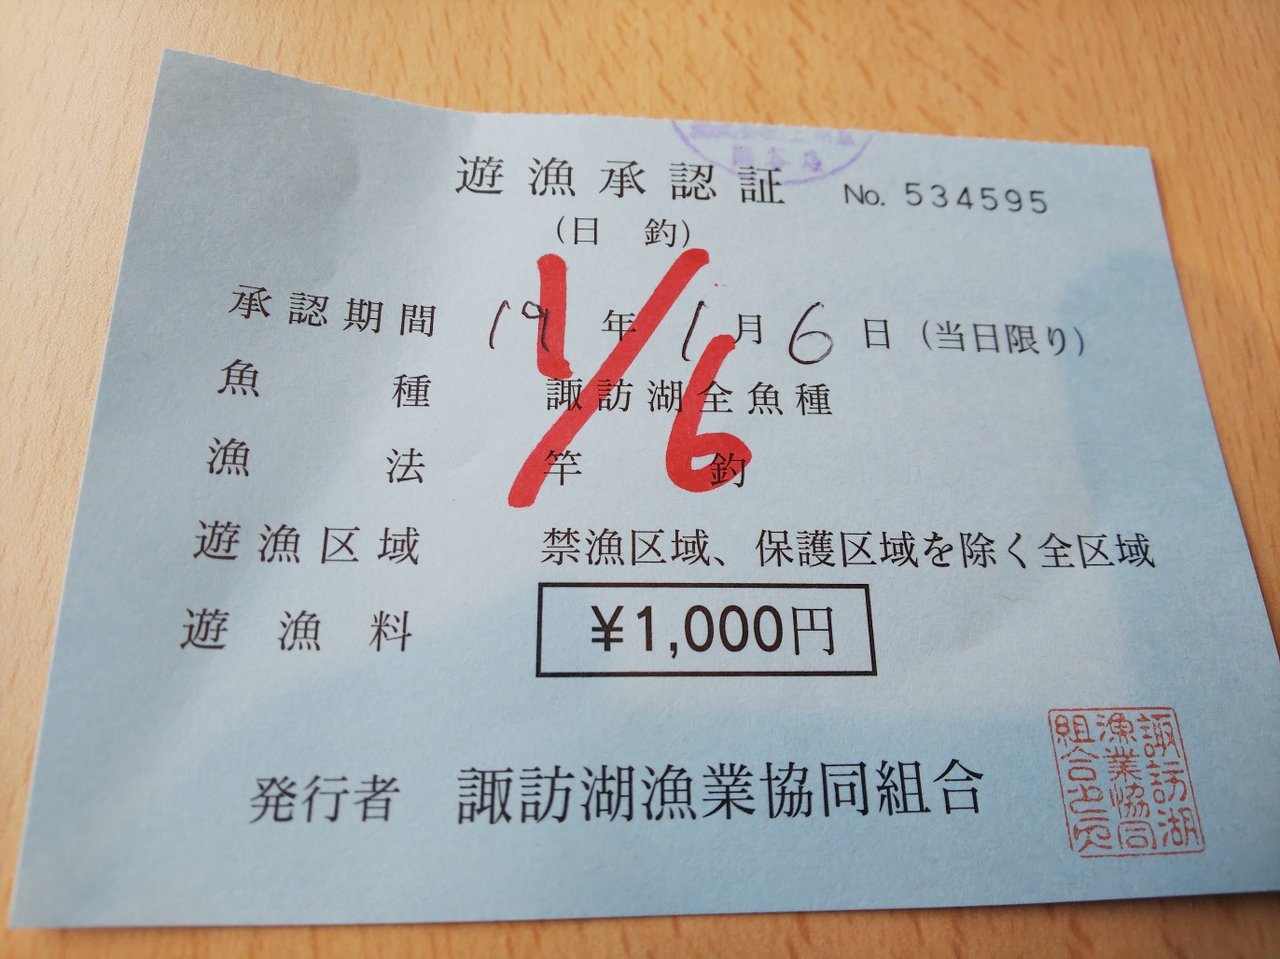 遊漁承認証 No. 534595
(日 釣)
承認期間 19年1月6日(当日限り)
1/6
魚種 諏訪湖全魚種
漁法 竿釣
遊漁区域 禁漁区域、保護区域を除く全区域
遊漁料 ¥1,000円
発行者 諏訪湖漁業協同組合
諏訪湖
漁業協同
組合之印